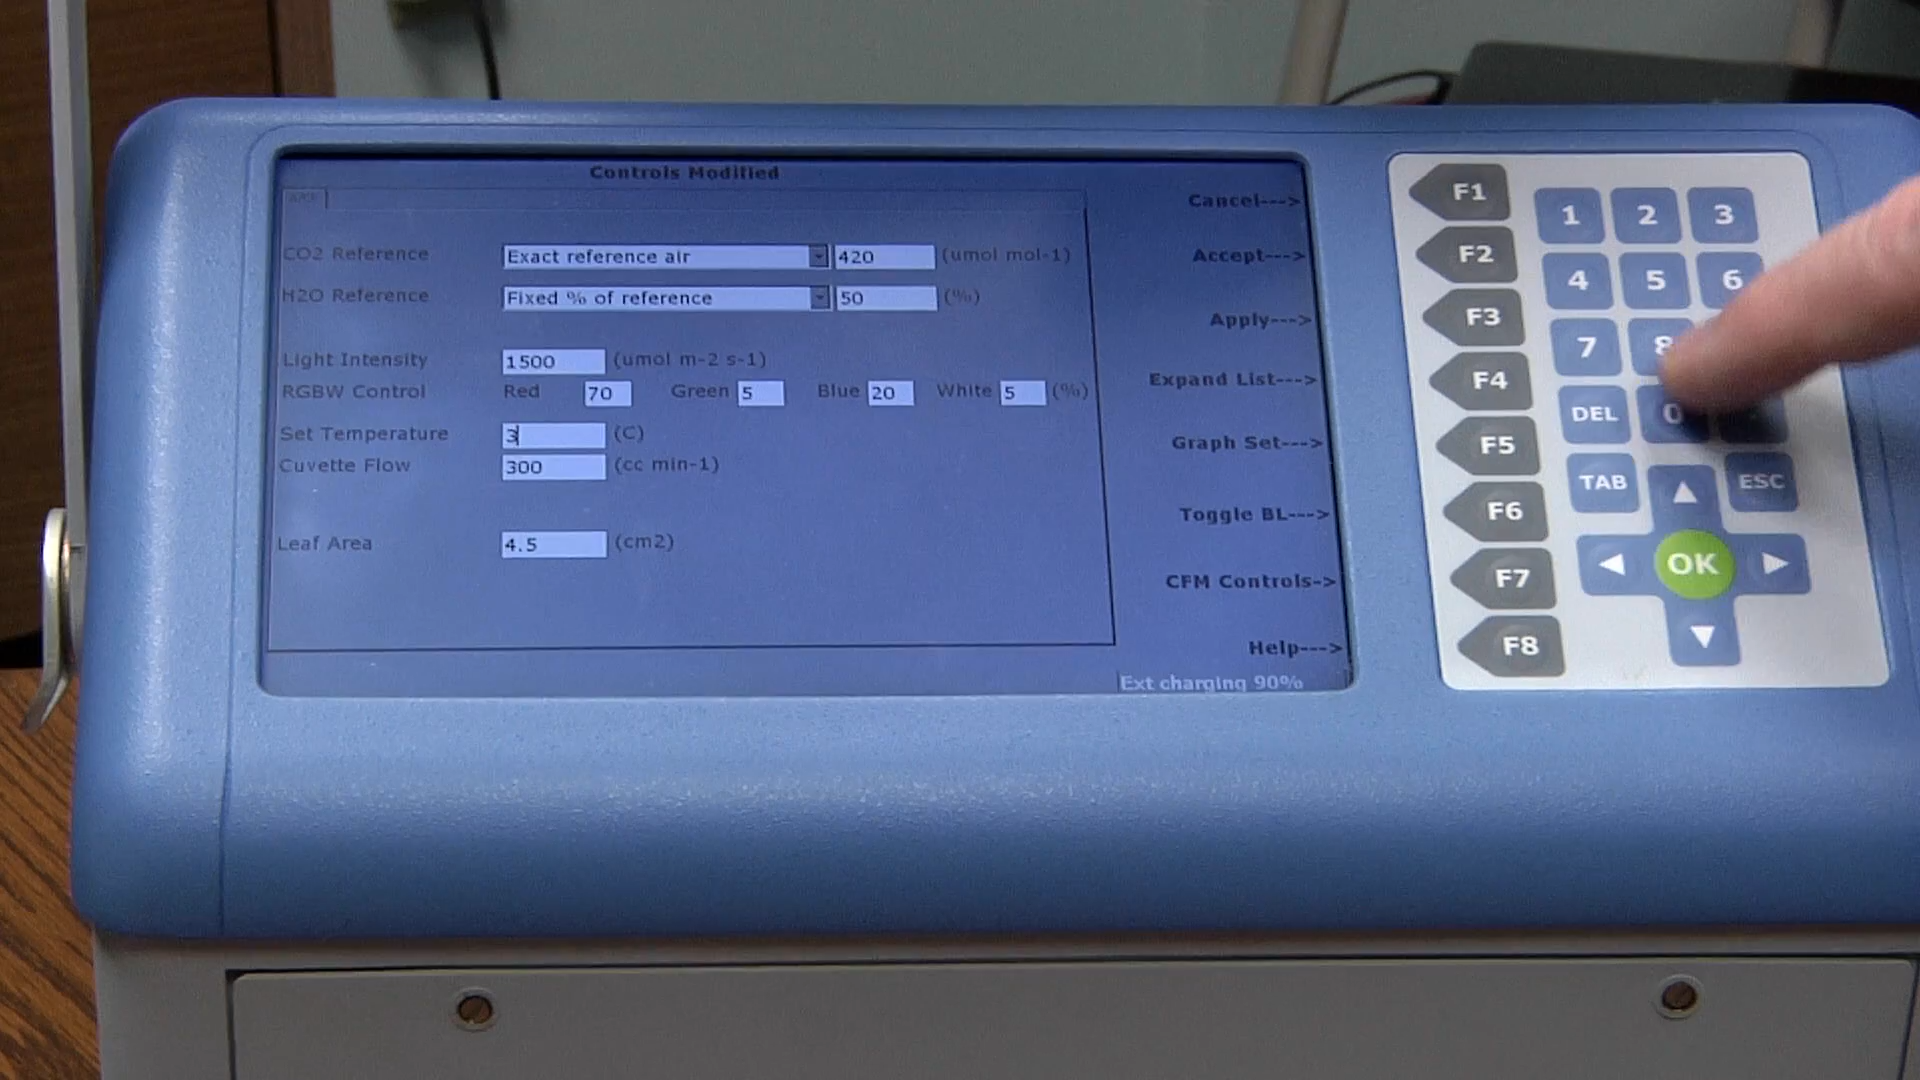 Controls Modified
Cancel--->
CO2 Reference Exact reference air 420 (umol mol-1)
Accept--->
H2O Reference Fixed % of reference 50 (%)
Apply--->
Light Intensity 1500 (umol m-2 s-1)
Expand List--->
RGBW Control Red 70 Green 5 Blue 20 White 5 (%)
Set Temperature 3 (C)
Graph Set--->
Cuvette Flow 300 (cc min-1)
Toggle BL--->
Leaf Area 4.5 (cm2)
CFM Controls->
Help--->
Ext charging 90%
F1
F2
F3
F4
F5
F6
F7
F8
1 2 3
4 5 6
7 8
DEL 0
TAB ESC
OK